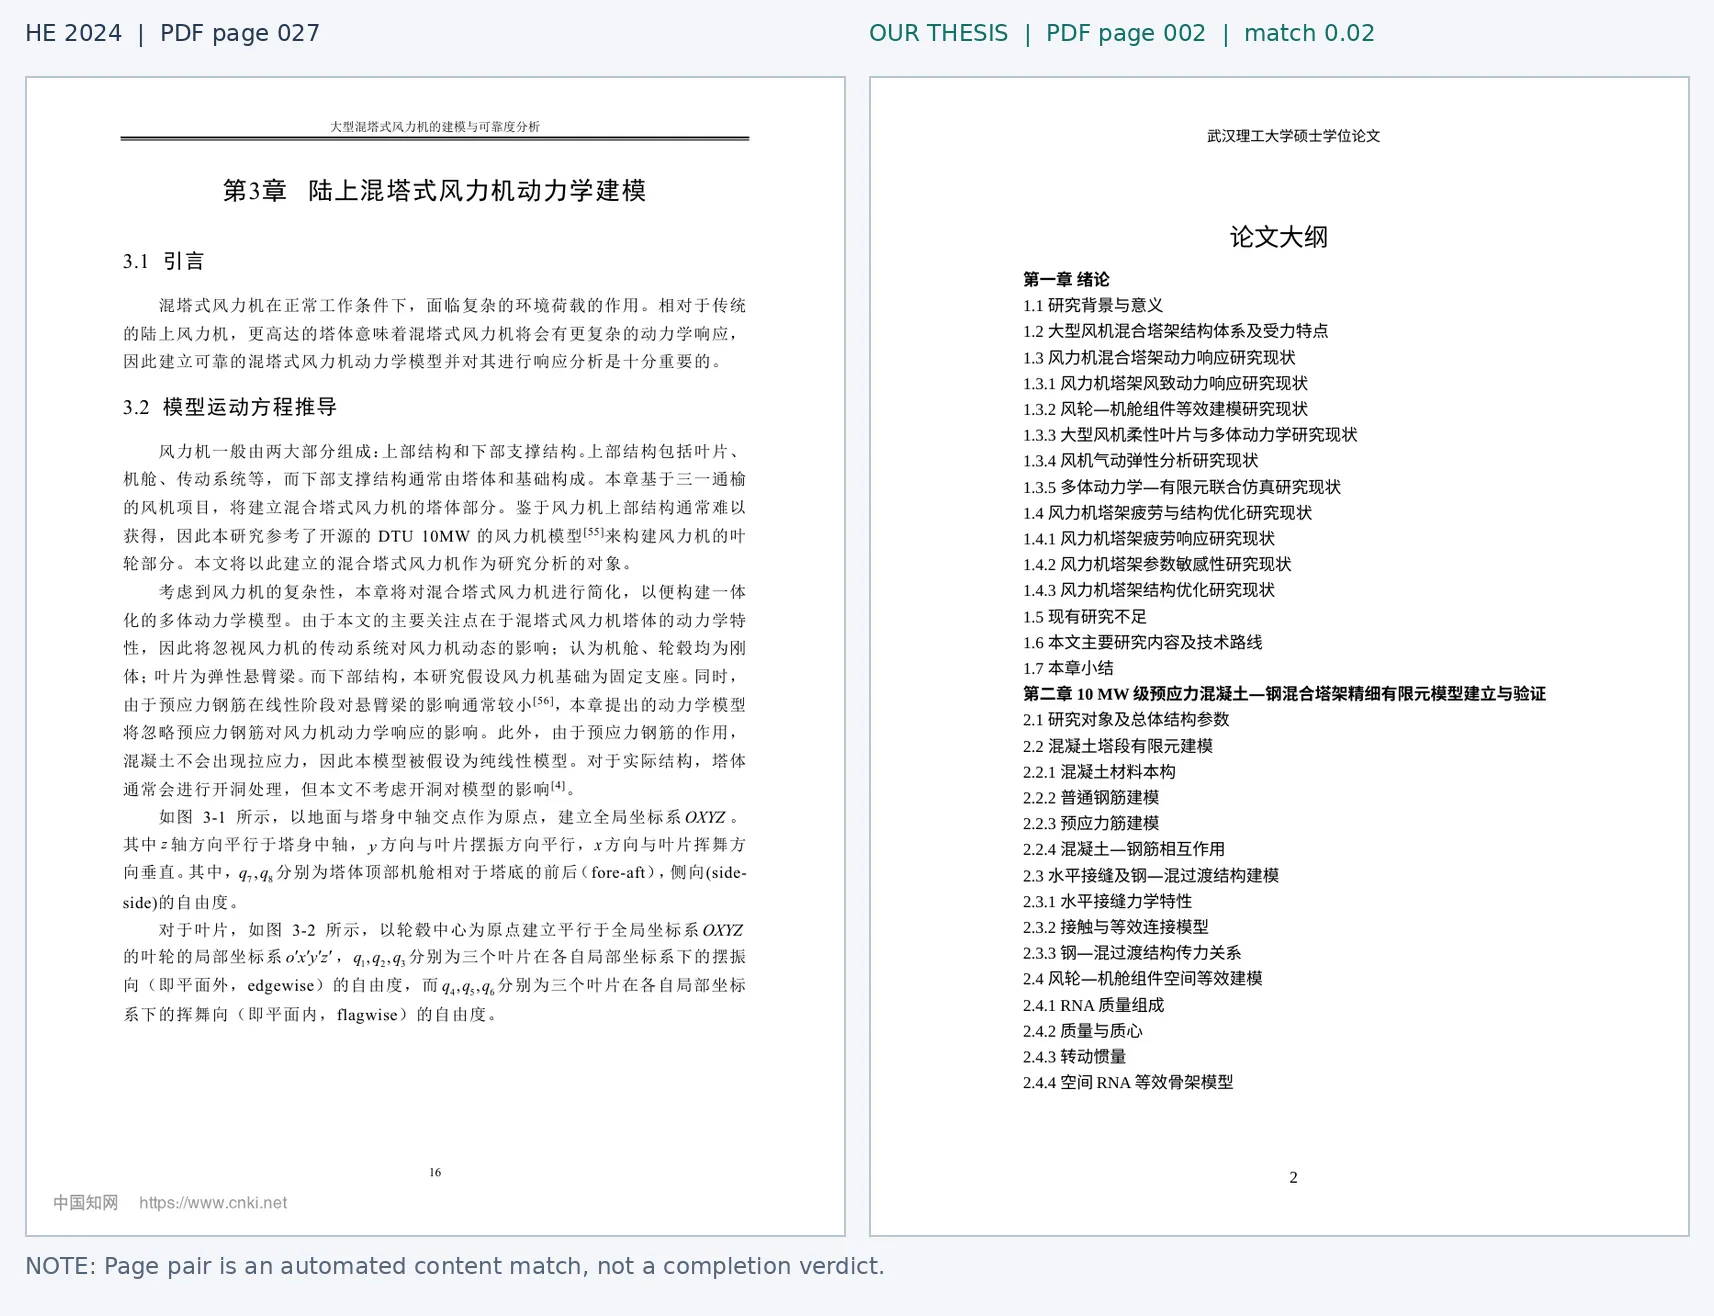 HE 2024 | PDF page 027
大型混塔式风力机的建模与可靠度分析
第3章 陆上混塔式风力机动力学建模
3.1 引言
混塔式风力机在正常工作条件下，面临复杂的环境荷载的作用。相对于传统
的陆上风力机，更高达的塔体意味着混塔式风力机将会有更复杂的动力学响应，
因此建立可靠的混塔式风力机动力学模型并对其进行响应分析是十分重要的。
3.2 模型运动方程推导
风力机一般由两大部分组成：上部结构和下部支撑结构。上部结构包括叶片、
机舱、传动系统等，而下部支撑结构通常由塔体和基础构成。本章基于三一通榆
的风机项目，将建立混合塔式风力机的塔体部分。鉴于风力机上部结构通常难以
获得，因此本研究参考了开源的 DTU 10MW 的风力机模型[55]来构建风力机的叶
轮部分。本文将以此建立的混合塔式风力机作为研究分析的对象。
考虑到风力机的复杂性，本章将对混合塔式风力机进行简化，以便构建一体
化的多体动力学模型。由于本文的主要关注点在于混塔式风力机塔体的动力学特
性，因此将忽视风力机的传动系统对风力机动态的影响；认为机舱、轮毂均为刚
体；叶片为弹性悬臂梁。而下部结构，本研究假设风力机基础为固定支座。同时，
由于预应力钢筋在线性阶段对悬臂梁的影响通常较小[56]，本章提出的动力学模型
将忽略预应力钢筋对风力机动力学响应的影响。此外，由于预应力钢筋的作用，
混凝土不会出现拉应力，因此本模型被假设为纯线性模型。对于实际结构，塔体
通常会进行开洞处理，但本文不考虑开洞对模型的影响[4]。
如图 3-1 所示，以地面与塔身中轴交点作为原点，建立全局坐标系OXYZ 。
其中 z 轴方向平行于塔身中轴，y 方向与叶片摆振方向平行，x 方向与叶片挥舞方
向垂直。其中，q7,q8分别为塔体顶部机舱相对于塔底的前后（fore-aft），侧向(side-
side)的自由度。
对于叶片，如图 3-2 所示，以轮毂中心为原点建立平行于全局坐标系OXYZ
的叶轮的局部坐标系o′x′y′z′，q1,q2,q3分别为三个叶片在各自局部坐标系下的摆振
向（即平面外，edgewise）的自由度，而q4,q5,q6分别为三个叶片在各自局部坐标
系下的挥舞向（即平面内，flagwise）的自由度。
16
中国知网 https://www.cnki.net
OUR THESIS | PDF page 002 | match 0.02
武汉理工大学硕士学位论文
论文大纲
第一章 绪论
1.1 研究背景与意义
1.2 大型风机混合塔架结构体系及受力特点
1.3 风力机混合塔架动力响应研究现状
1.3.1 风力机塔架风致动力响应研究现状
1.3.2 风轮—机舱组件等效建模研究现状
1.3.3 大型风机柔性叶片与多体动力学研究现状
1.3.4 风机气动弹性分析研究现状
1.3.5 多体动力学—有限元联合仿真研究现状
1.4 风力机塔架疲劳与结构优化研究现状
1.4.1 风力机塔架疲劳响应研究现状
1.4.2 风力机塔架参数敏感性研究现状
1.4.3 风力机塔架结构优化研究现状
1.5 现有研究不足
1.6 本文主要研究内容及技术路线
1.7 本章小结
第二章 10 MW 级预应力混凝土—钢混合塔架精细有限元模型建立与验证
2.1 研究对象及总体结构参数
2.2 混凝土塔段有限元建模
2.2.1 混凝土材料本构
2.2.2 普通钢筋建模
2.2.3 预应力筋建模
2.2.4 混凝土—钢筋相互作用
2.3 水平接缝及钢—混过渡结构建模
2.3.1 水平接缝力学特性
2.3.2 接触与等效连接模型
2.3.3 钢—混过渡结构传力关系
2.4 风轮—机舱组件空间等效建模
2.4.1 RNA 质量组成
2.4.2 质量与质心
2.4.3 转动惯量
2.4.4 空间 RNA 等效骨架模型
2
NOTE: Page pair is an automated content match, not a completion verdict.